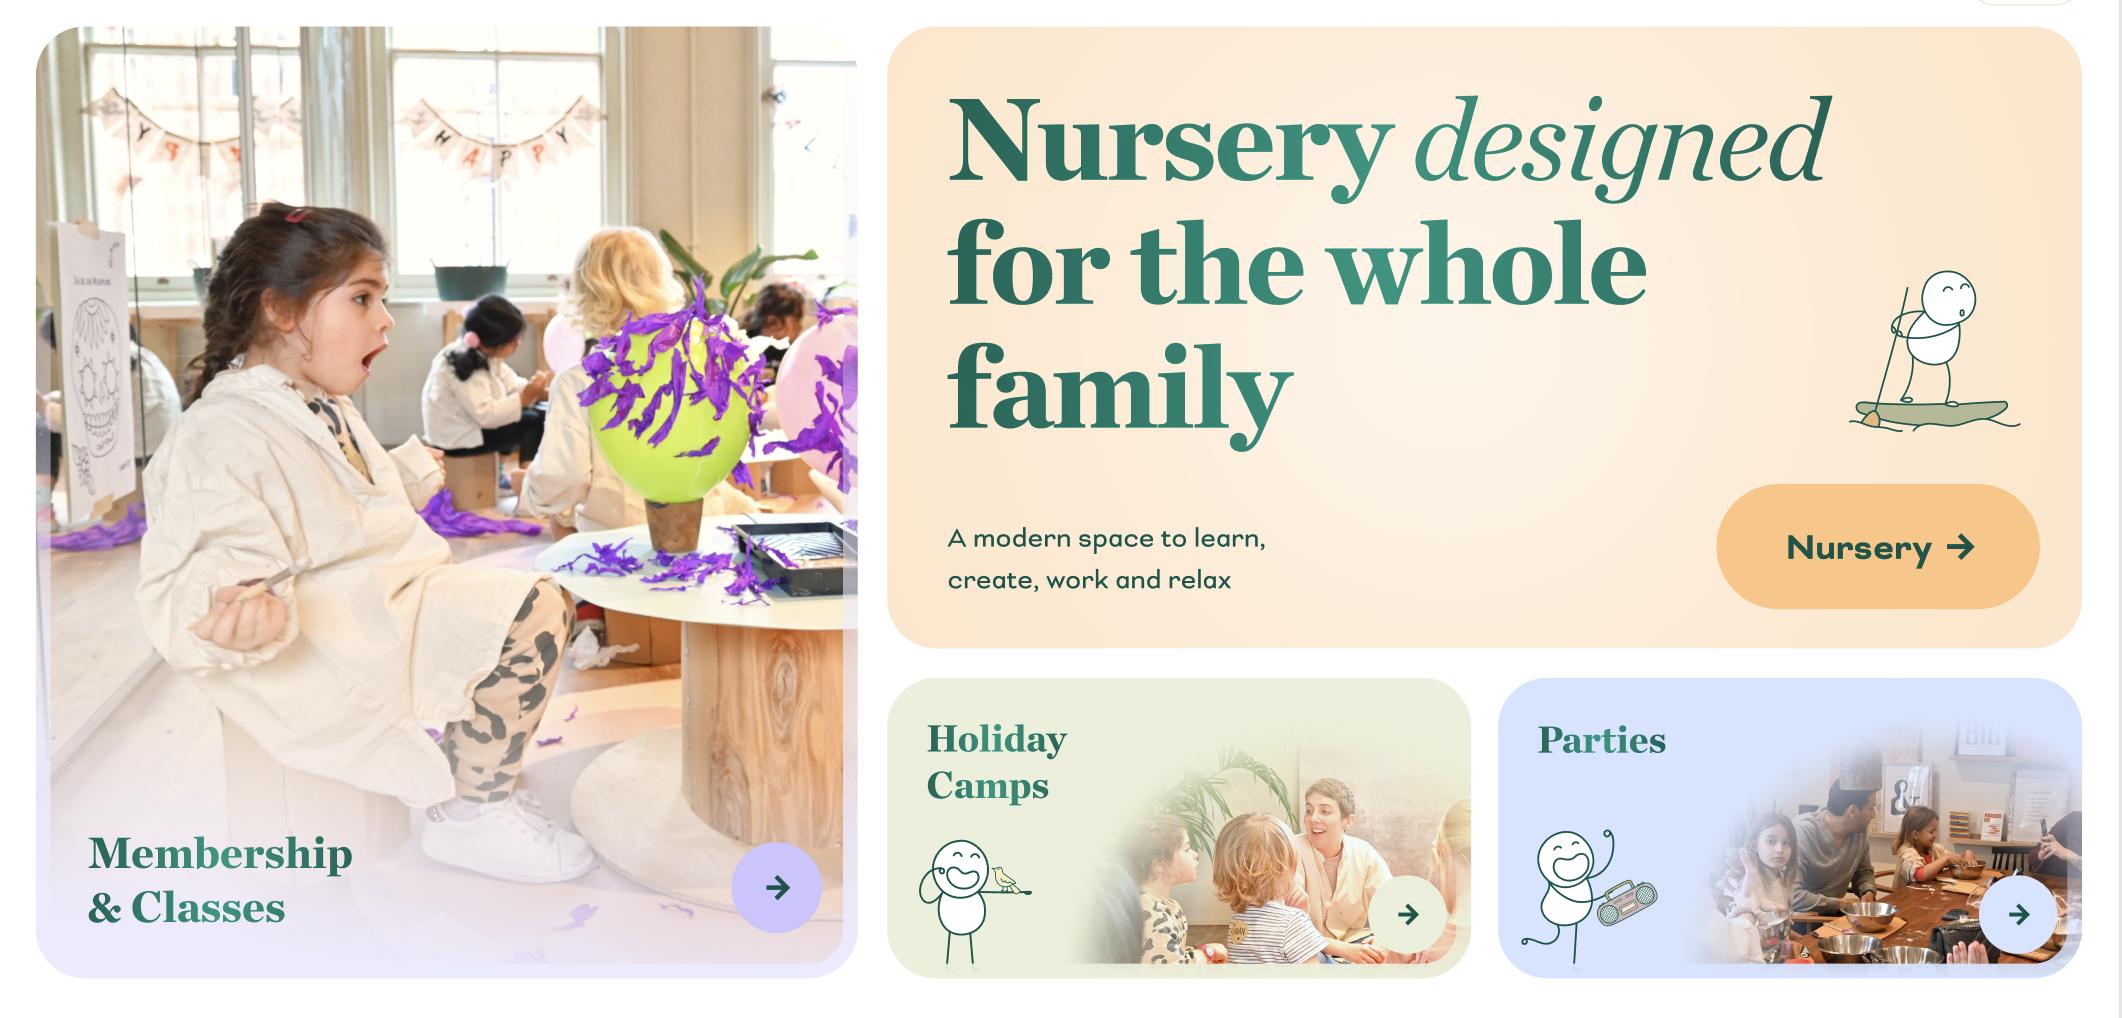 HAPPY
Nursery designed
for the whole
family
A modern space to learn,
create, work and relax
Nursery →
Membership
& Classes
Holiday
Camps
Parties
&